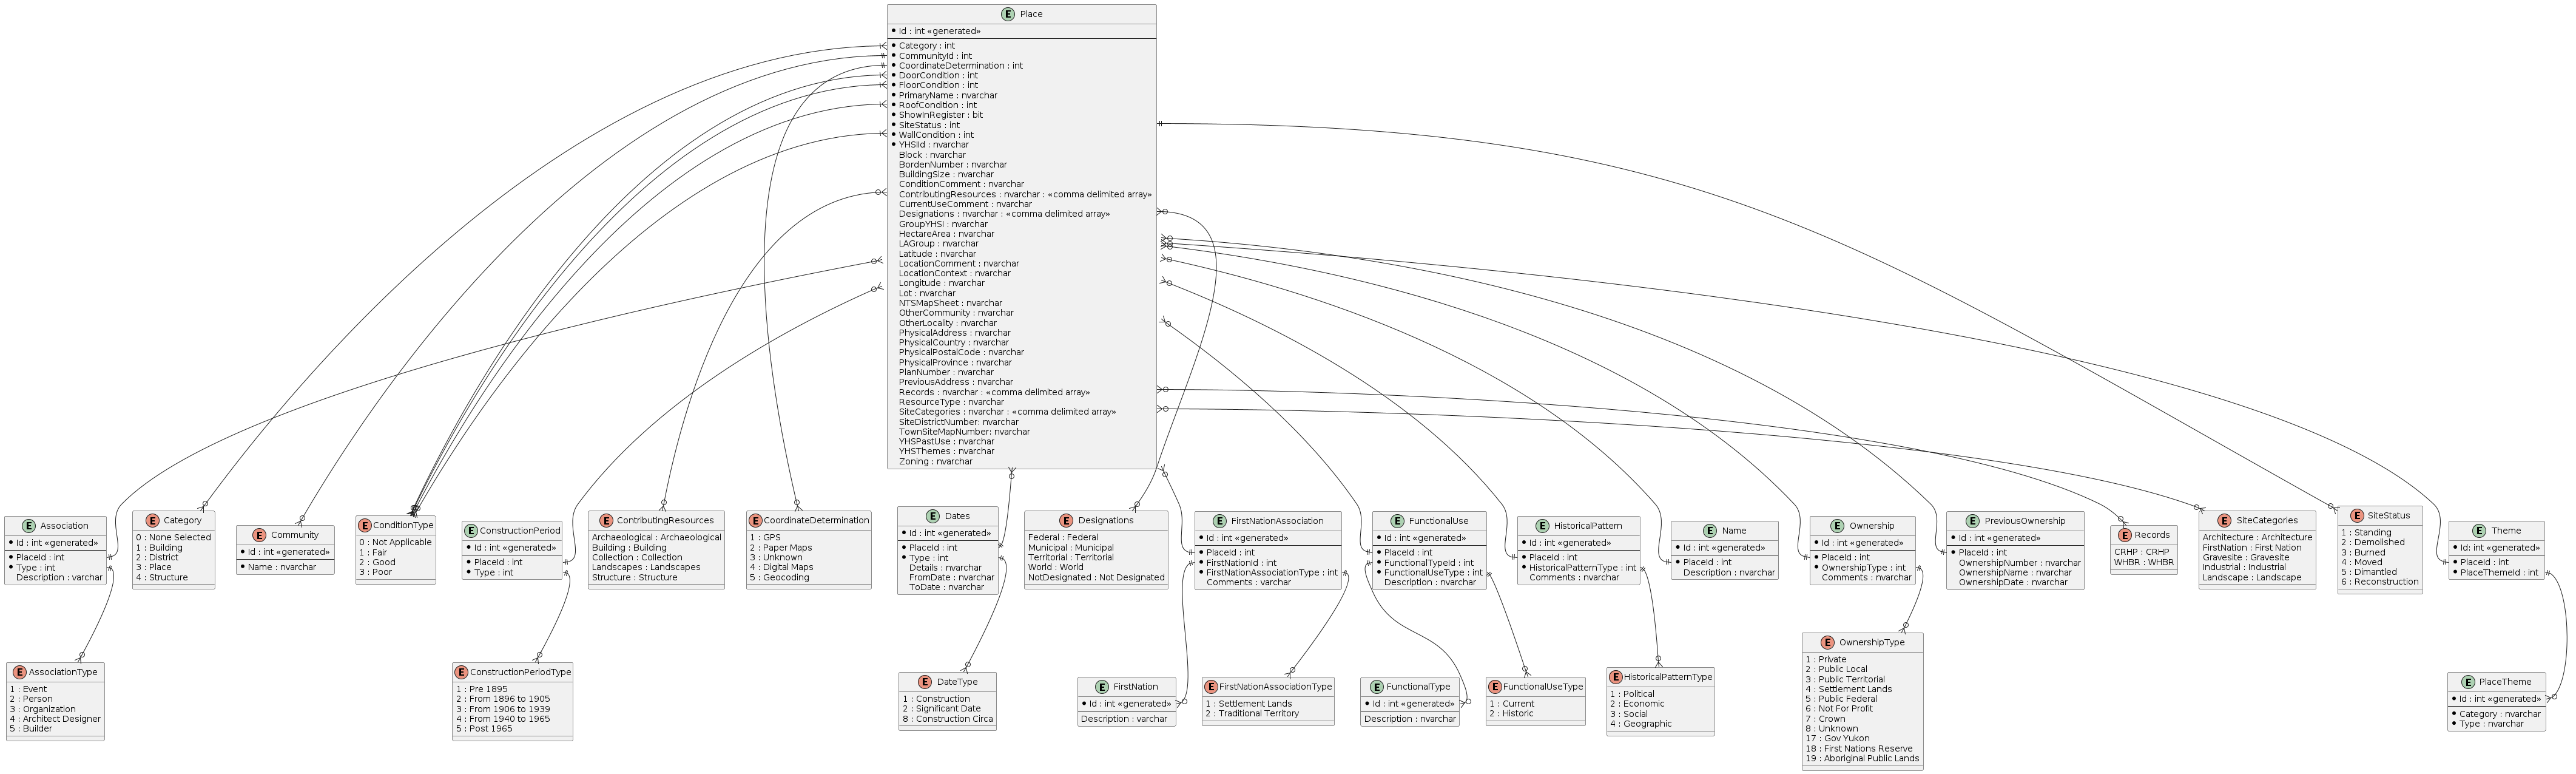 E Place
Id : int «generated»
Category : int
CommunityId : int
CoordinateDetermination : int
DoorCondition : int
FloorCondition : int
PrimaryName : nvarchar
RoofCondition : int
ShowInRegister : bit
SiteStatus : int
WallCondition : int
YHSIId : nvarchar
Block : nvarchar
BordenNumber : nvarchar
BuildingSize : nvarchar
ConditionComment : nvarchar
ContributingResources : nvarchar : «comma delimited array»
CurrentUseComment : nvarchar
Designations : nvarchar : «comma delimited array»
GroupYHSI : nvarchar
HectareArea : nvarchar
LAGroup : nvarchar
Latitude : nvarchar
LocationComment : nvarchar
LocationContext : nvarchar
Longitude : nvarchar
Lot : nvarchar
NTSMapSheet : nvarchar
OtherCommunity : nvarchar
OtherLocality : nvarchar
PhysicalAddress : nvarchar
PhysicalCountry : nvarchar
PhysicalPostalCode : nvarchar
PhysicalProvince : nvarchar
PlanNumber : nvarchar
PreviousAddress : nvarchar
Records : nvarchar : «comma delimited array»
ResourceType : nvarchar
SiteCategories : nvarchar : «comma delimited array»
SiteDistrictNumber: nvarchar
TownSiteMapNumber: nvarchar
YHSPastUse : nvarchar
YHSThemes : nvarchar
Zoning : nvarchar
E Association
Id : int «generated»
PlaceId : int
Type : int
Description : varchar
E Category
0 : None Selected
1 : Building
2 : District
3 : Place
4 : Structure
E Community
Id : int «generated»
Name : nvarchar
E ConditionType
0 : Not Applicable
1 : Fair
2 : Good
3 : Poor
E ConstructionPeriod
Id : int «generated»
PlaceId : int
Type : int
E ContributingResources
Archaeological : Archaeological
Building : Building
Collection : Collection
Landscapes : Landscapes
Structure : Structure
E CoordinateDetermination
1 : GPS
2 : Paper Maps
3 : Unknown
4 : Digital Maps
5 : Geocoding
E Dates
Id : int «generated»
PlaceId : int
Type : int
Details : nvarchar
FromDate : nvarchar
ToDate : nvarchar
E Designations
Federal : Federal
Municipal : Municipal
Territorial : Territorial
World : World
NotDesignated : Not Designated
E FirstNationAssociation
Id : int «generated»
PlaceId : int
FirstNationId : int
FirstNationAssociationType : int
Comments : varchar
E FunctionalUse
Id : int «generated»
PlaceId : int
FunctionalTypeId : int
FunctionalUseType : int
Description : nvarchar
E HistoricalPattern
Id : int «generated»
PlaceId : int
HistoricalPatternType : int
Comments : nvarchar
E Name
Id : int «generated»
PlaceId : int
Description : nvarchar
E Ownership
Id : int «generated»
PlaceId : int
OwnershipType : int
Comments : nvarchar
E PreviousOwnership
Id : int «generated»
PlaceId : int
OwnershipNumber : nvarchar
OwnershipName : nvarchar
OwnershipDate : nvarchar
E Records
CRHP : CRHP
WHBR : WHBR
E SiteCategories
Architecture : Architecture
FirstNation : First Nation
Gravesite : Gravesite
Industrial : Industrial
Landscape : Landscape
E SiteStatus
1 : Standing
2 : Demolished
3 : Burned
4 : Moved
5 : Dimantled
6 : Reconstruction
E Theme
Id : int «generated»
PlaceId : int
PlaceThemeId : int
E AssociationType
1 : Event
2 : Person
3 : Organization
4 : Architect Designer
5 : Builder
E ConstructionPeriodType
1 : Pre 1895
2 : From 1896 to 1905
3 : From 1906 to 1939
4 : From 1940 to 1965
5 : Post 1965
E DateType
1 : Construction
2 : Significant Date
8 : Construction Circa
E FirstNation
Id : int «generated»
Description : varchar
E FirstNationAssociationType
1 : Settlement Lands
2 : Traditional Territory
E FunctionalType
Id : int «generated»
Description : nvarchar
E FunctionalUseType
1 : Current
2 : Historic
E HistoricalPatternType
1 : Political
2 : Economic
3 : Social
4 : Geographic
E OwnershipType
1 : Private
2 : Public Local
3 : Public Territorial
4 : Settlement Lands
5 : Public Federal
6 : Not For Profit
7 : Crown
8 : Unknown
17 : Gov Yukon
18 : First Nations Reserve
19 : Aboriginal Public Lands
E PlaceTheme
Id : int «generated»
Category : nvarchar
Type : nvarchar